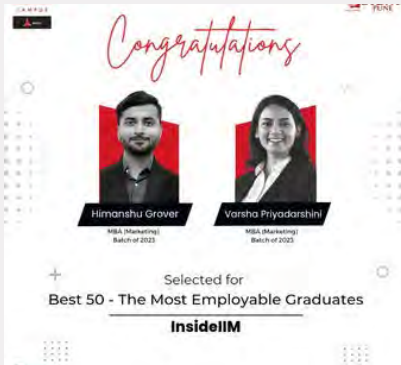 CAMPUS
Congratulations
Himanshu Grover
MBA (Marketing)
Batch of 2023
Varsha Priyadarshini
MBA (Marketing)
Batch of 2023
Selected for
Best 50 - The Most Employable Graduates
InsideIIM